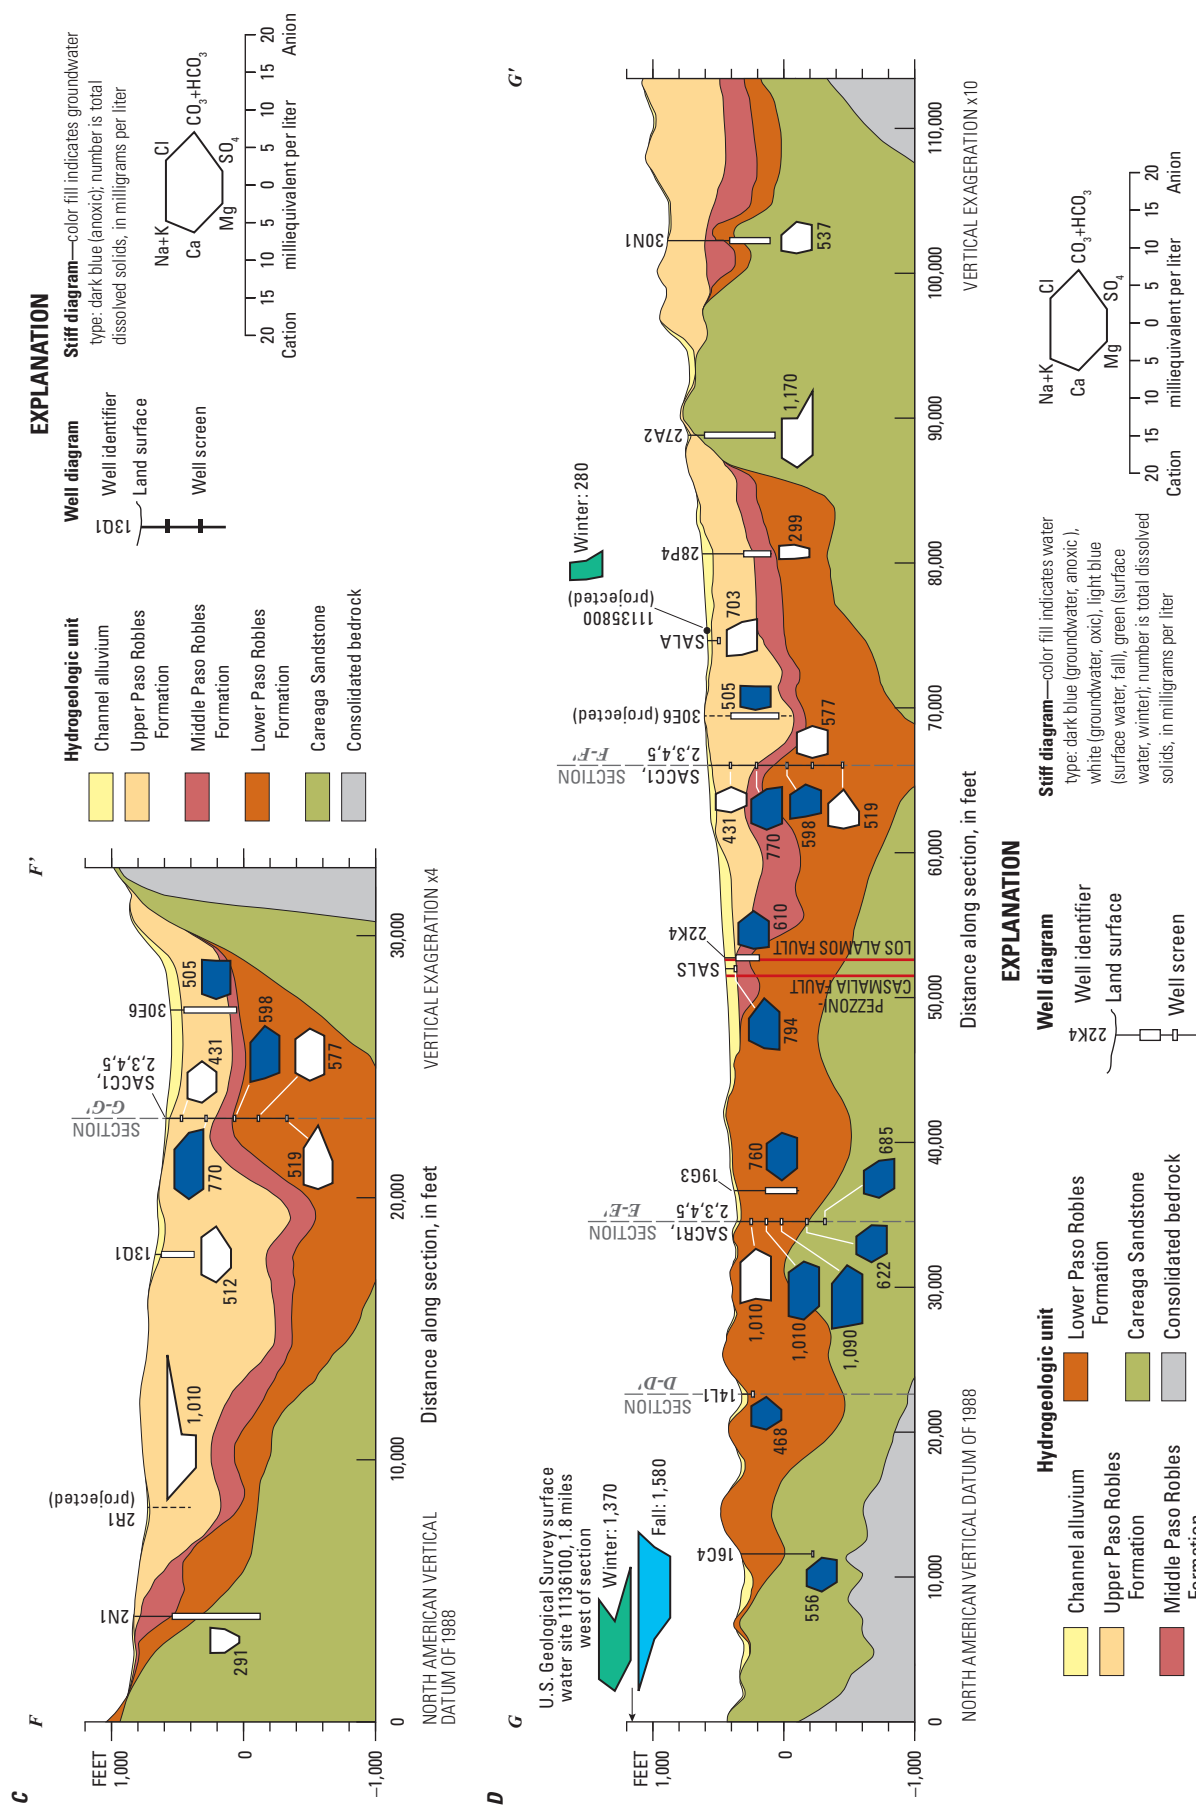 C
F
F'
FEET
1,000
0
–1,000
2N1
2R1
(projected)
13Q1
SACC1,
2,3,4,5
SECTION
G-G'
30E6
291
1,010
512
770
519
431
598
577
505
0
10,000
20,000
30,000
NORTH AMERICAN VERTICAL
DATUM OF 1988
Distance along section, in feet
VERTICAL EXAGERATION x4
EXPLANATION
Hydrogeologic unit
Channel alluvium
Upper Paso Robles
Formation
Middle Paso Robles
Formation
Lower Paso Robles
Formation
Careaga Sandstone
Consolidated bedrock
Well diagram
13Q1
Well identifier
Land surface
Well screen
Stiff diagram—color fill indicates groundwater
type: dark blue (anoxic); number is total
dissolved solids, in milligrams per liter
Na+K
Cl
Ca
CO3+HCO3
Mg
SO4
20 15 10 5 0 5 10 15 20
Cation
milliequivalent per liter
Anion
D
G
G'
FEET
1,000
0
–1,000
U.S. Geological Survey surface
water site 11136100, 1.8 miles
west of section
Winter: 1,370
Fall: 1,580
16C4
556
SECTION
D-D'
14L1
468
SECTION
E-E'
SACR1,
2,3,4,5
19G3
1,010
1,010
1,090
622
685
760
SALS
22K4
794
610
PEZZONI-
CASMALIA FAULT
LOS ALAMOS FAULT
SECTION
F-F'
SACC1,
2,3,4,5
431
770
598
519
577
30E6 (projected)
505
SALA
11135800
(projected)
Winter: 280
703
28P4
299
27A2
1,170
30N1
537
0
10,000
20,000
30,000
40,000
50,000
60,000
70,000
80,000
90,000
100,000
110,000
NORTH AMERICAN VERTICAL DATUM OF 1988
Distance along section, in feet
VERTICAL EXAGERATION x10
EXPLANATION
Hydrogeologic unit
Channel alluvium
Upper Paso Robles
Formation
Middle Paso Robles
Formation
Lower Paso Robles
Formation
Careaga Sandstone
Consolidated bedrock
Well diagram
22K4
Well identifier
Land surface
Well screen
Stiff diagram—color fill indicates water
type: dark blue (groundwater, anoxic ),
white (groundwater, oxic), light blue
(surface water, fall), green (surface
water, winter); number is total dissolved
solids, in milligrams per liter
Na+K
Cl
Ca
CO3+HCO3
Mg
SO4
20 15 10 5 0 5 10 15 20
Cation
milliequivalent per liter
Anion